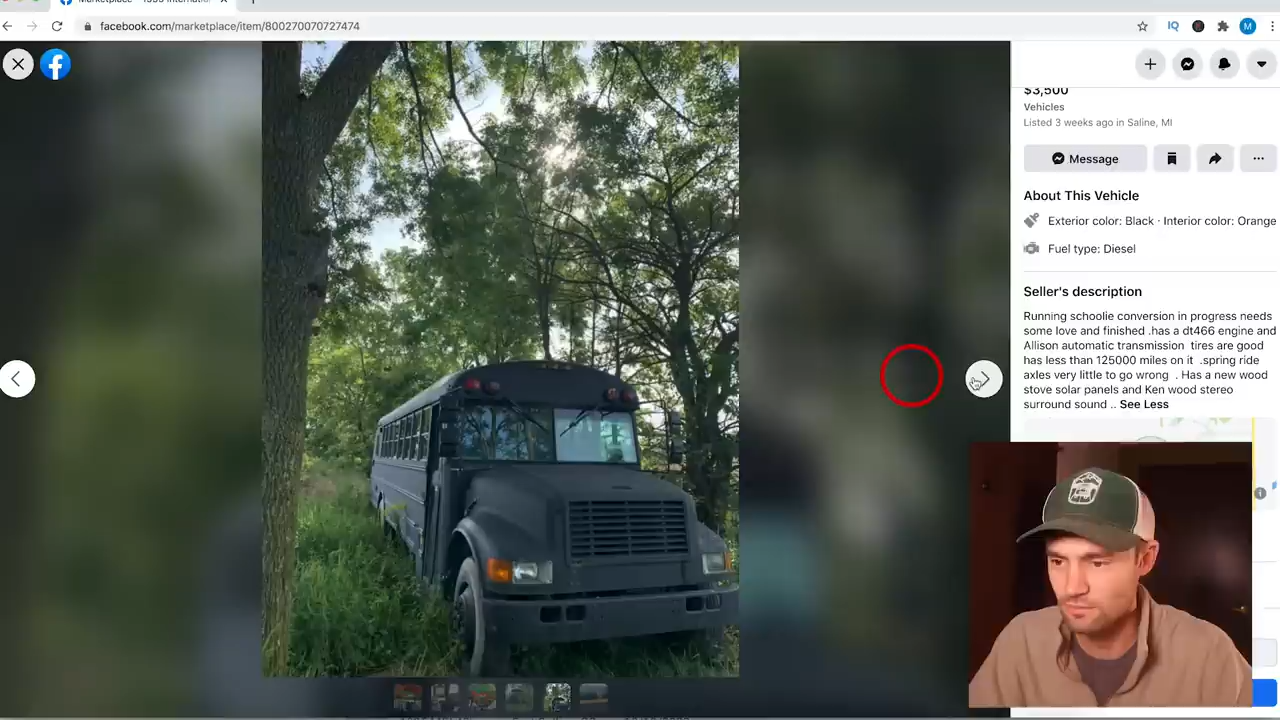 Marketplace - 1995 Internat
facebook.com/marketplace/item/800270070727474
IQ
M
$3,500
Vehicles
Listed 3 weeks ago in Saline, MI
Message
About This Vehicle
Exterior color: Black · Interior color: Orange
Fuel type: Diesel
Seller's description
Running schoolie conversion in progress needs
some love and finished .has a dt466 engine and
Allison automatic transmission tires are good
has less than 125000 miles on it .spring ride
axles very little to go wrong . Has a new wood
stove solar panels and Ken wood stereo
surround sound .. See Less